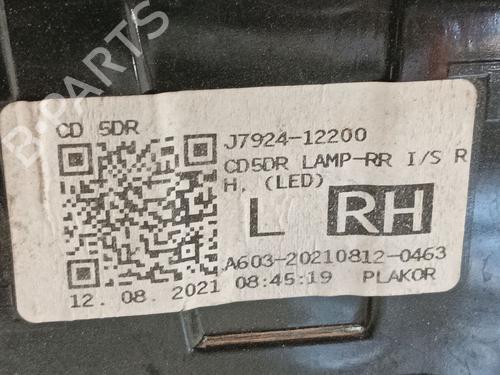 CD 5DR
J7924-12200
CD5DR LAMP-RR I/S R
H. (LED)
L RH
A603-20210812-0463
12. 08. 2021 08:45:19 PLAKOR
B-PARTS